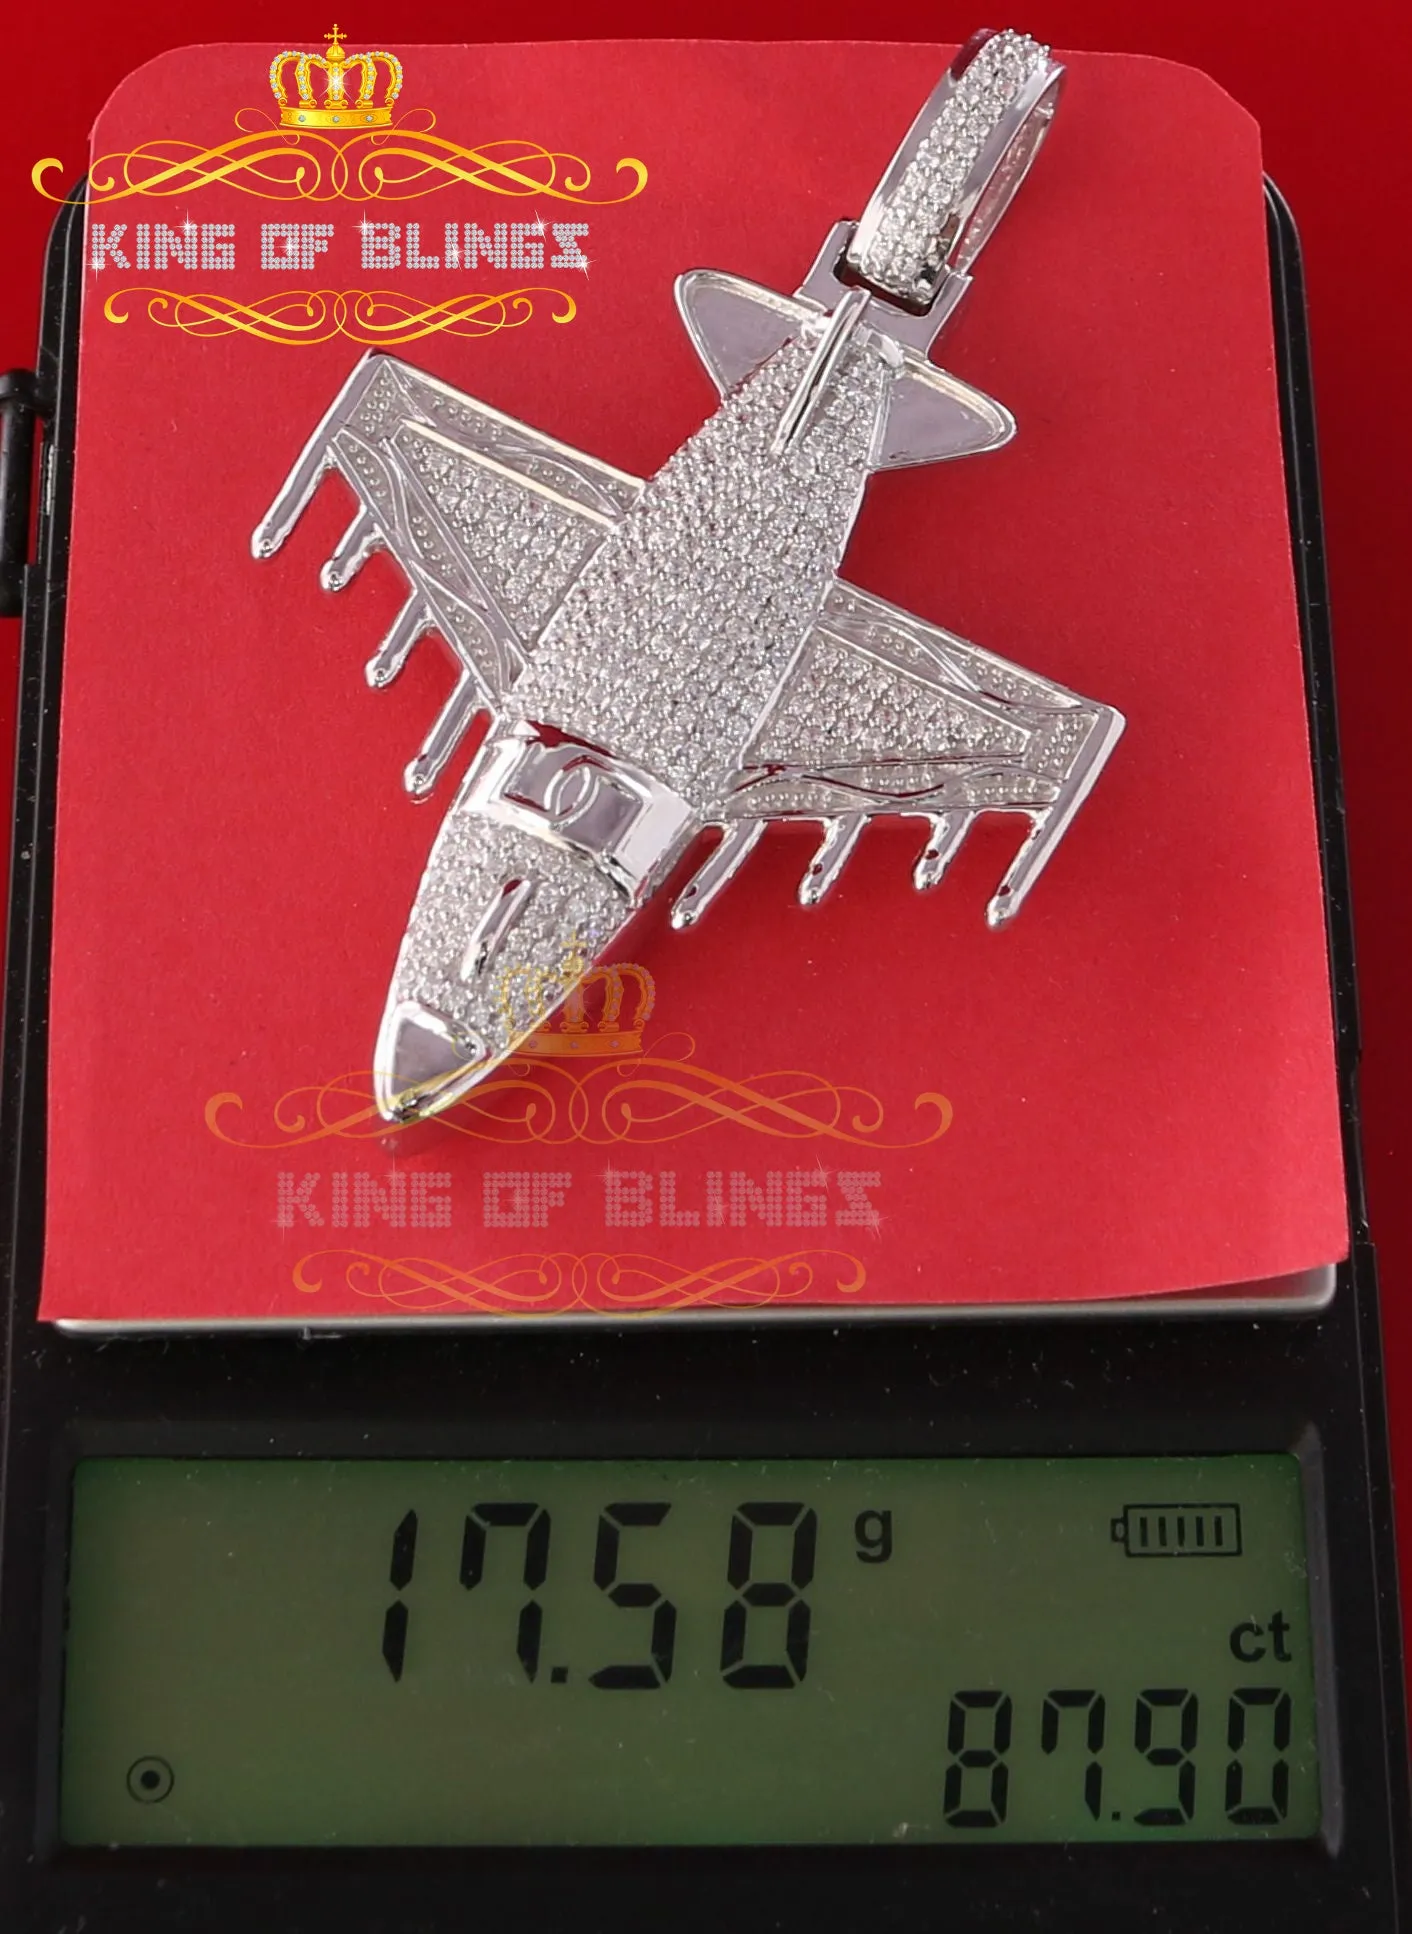 KING OF BLINGS
KING OF BLINGS
17.58 g
ct
87.90